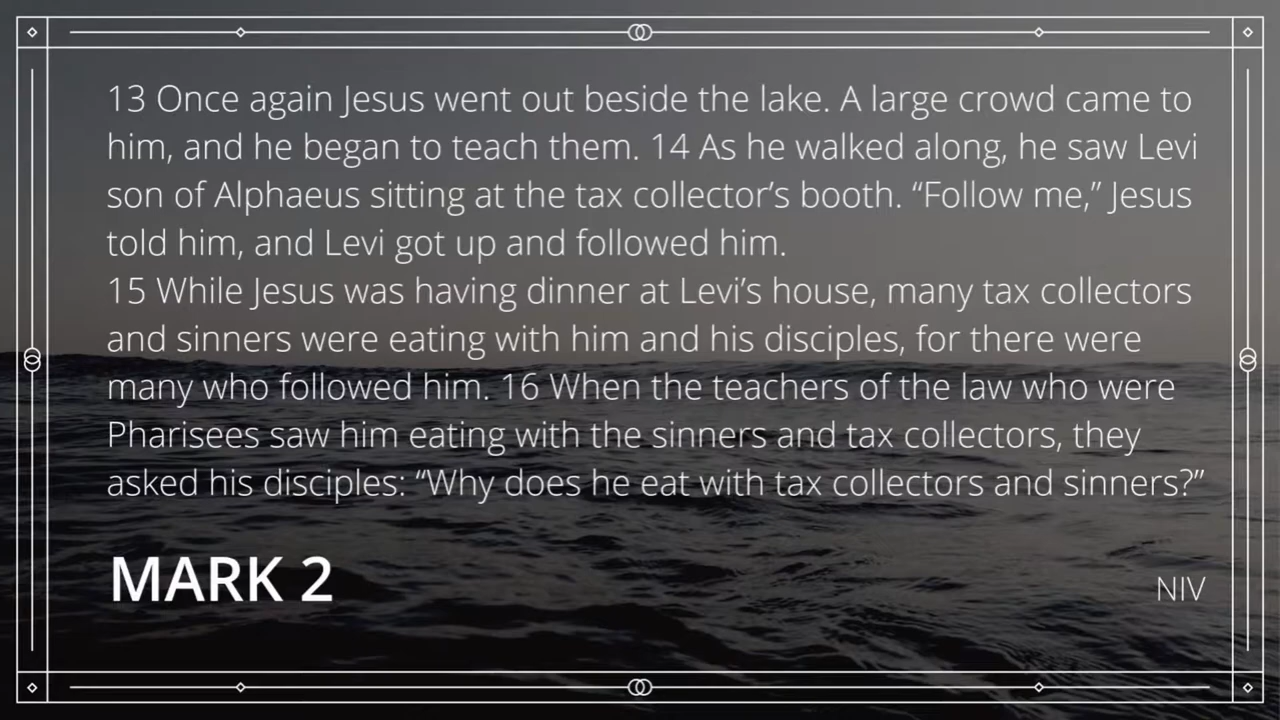 13 Once again Jesus went out beside the lake. A large crowd came to
him, and he began to teach them. 14 As he walked along, he saw Levi
son of Alphaeus sitting at the tax collector’s booth. “Follow me,” Jesus
told him, and Levi got up and followed him.
15 While Jesus was having dinner at Levi’s house, many tax collectors
and sinners were eating with him and his disciples, for there were
many who followed him. 16 When the teachers of the law who were
Pharisees saw him eating with the sinners and tax collectors, they
asked his disciples: “Why does he eat with tax collectors and sinners?”
MARK 2
NIV